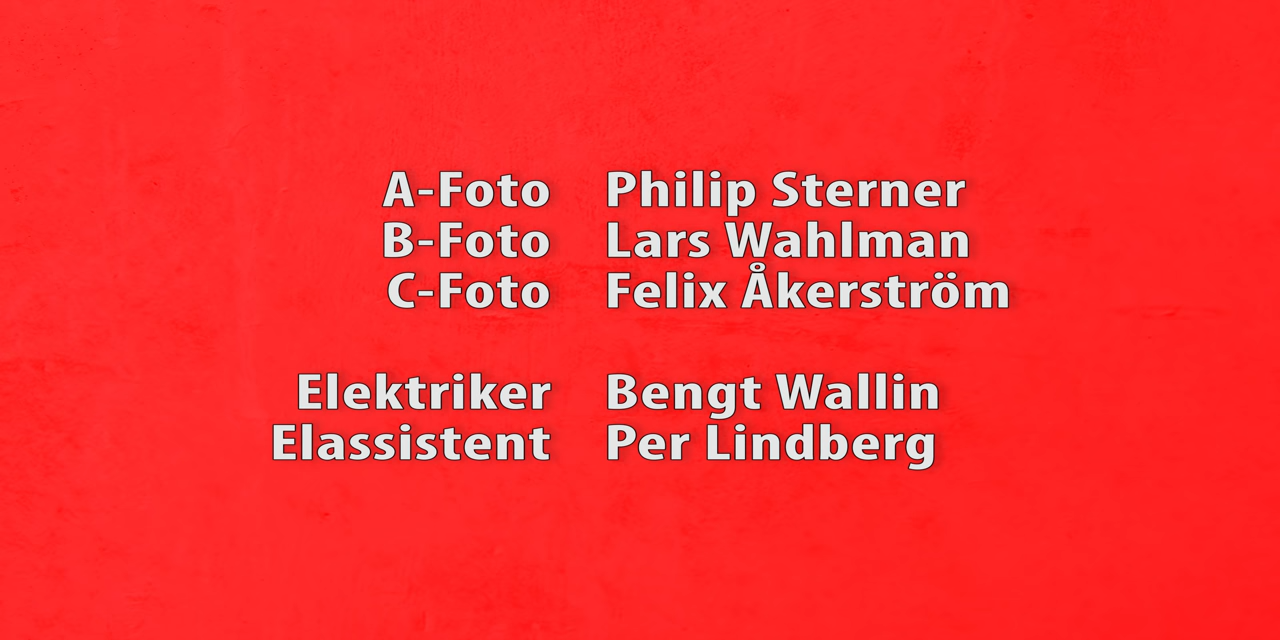 A-Foto Philip Sterner
B-Foto Lars Wahlman
C-Foto Felix Åkerström
Elektriker Bengt Wallin
Elassistent Per Lindberg